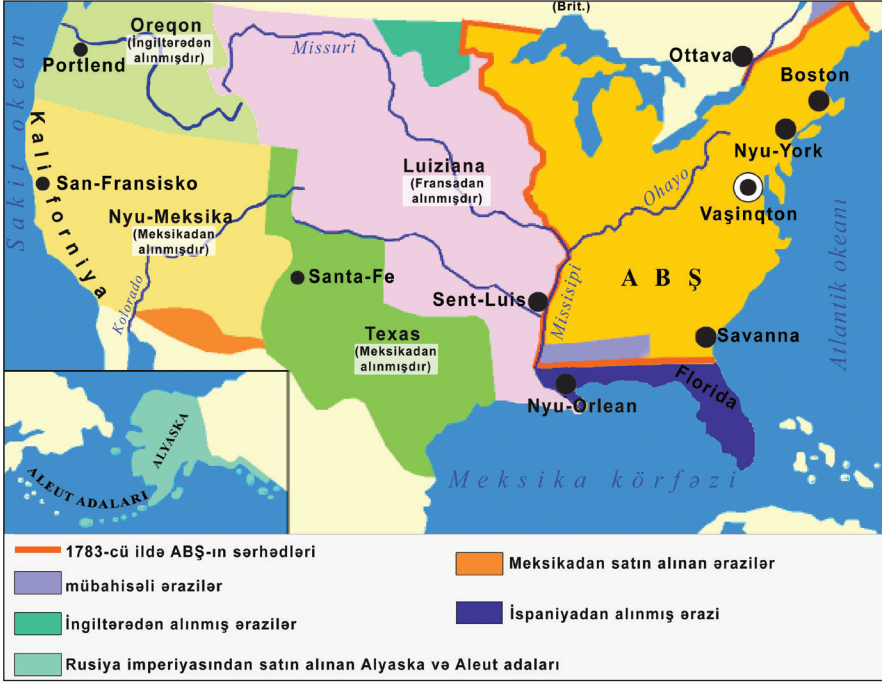 (Brit.)
Oreqon
(İngiltərədən
alınmışdır)
Portlend
Missuri
Ottava
Boston
Nyu-York
Sakit okean
Kaliforniya
San-Fransisko
Luiziana
(Fransadan
alınmışdır)
Ohayo
Vaşinqton
Nyu-Meksika
(Meksikadan
alınmışdır)
Kolorado
Santa-Fe
Sent-Luis
Missisipi
ABŞ
Atlantik okeanı
Texas
(Meksikadan
alınmışdır)
Savanna
Nyu-Orlean
Florida
ALYASKA
ALEUT ADALARI
Meksika körfəzi
1783-cü ildə ABŞ-ın sərhədləri
Meksikadan satın alınan ərazilər
mübahisəli ərazilər
İspaniyadan alınmış ərazi
İngiltərədən alınmış ərazilər
Rusiya imperiyasından satın alınan Alyaska və Aleut adaları